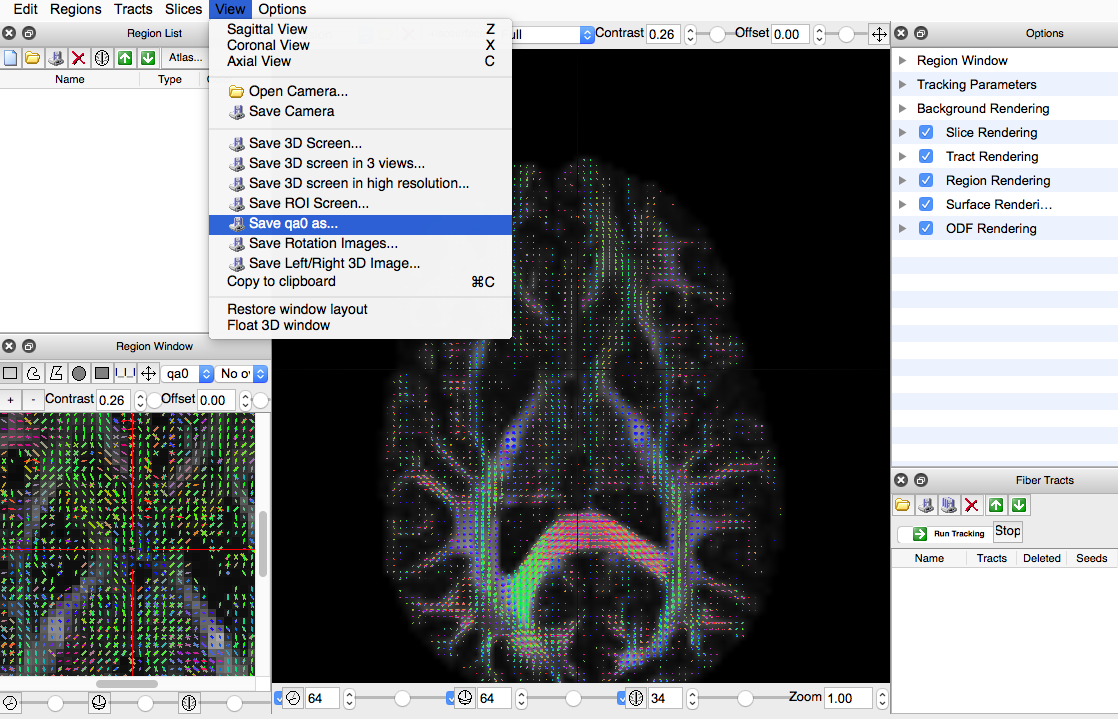 Edit Regions Tracts Slices View Options
Region List
Atlas...
Name Type
Sagittal View Z
Coronal View X
Axial View C
Open Camera...
Save Camera
Save 3D Screen...
Save 3D screen in 3 views...
Save 3D screen in high resolution...
Save ROI Screen...
Save qa0 as...
Save Rotation Images...
Save Left/Right 3D Image...
Copy to clipboard ⌘C
Restore window layout
Float 3D window
Contrast 0.26 Offset 0.00
Options
Region Window
Tracking Parameters
Background Rendering
Slice Rendering
Tract Rendering
Region Rendering
Surface Renderi...
ODF Rendering
Region Window
qa0 No ov
+ - Contrast 0.26 Offset 0.00
Fiber Tracts
Run Tracking Stop
Name Tracts Deleted Seeds
64 64 34 Zoom 1.00